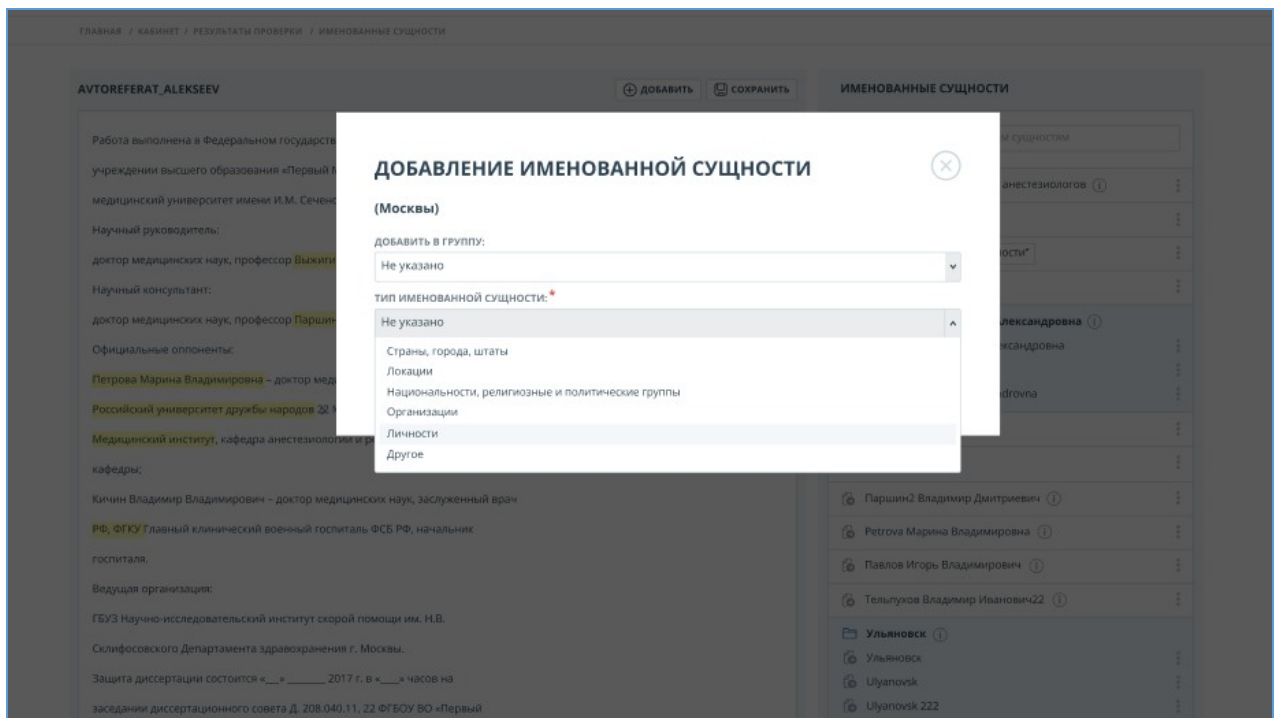 ГЛАВНАЯ / КАБИНЕТ / РЕЗУЛЬТАТЫ ПРОВЕРКИ / ИМЕНОВАННЫЕ СУЩНОСТИ
AVTOREFERAT_ALEKSEEV
ДОБАВИТЬ СОХРАНИТЬ
Работа выполнена в Федеральном государств
учреждении высшего образования «Первый М
медицинский университет имени И.М. Сечено
Научный руководитель:
доктор медицинских наук, профессор Выжиги
Научный консультант:
доктор медицинских наук, профессор Паршин
Официальные оппоненты:
Петрова Марина Владимировна – доктор меди
Российский университет дружбы народов
Медицинский институт, кафедра анестезиологии и р
кафедры;
Кичин Владимир Владимирович – доктор медицинских наук, заслуженный врач
РФ, ФГКУ Главный клинический военный госпиталь ФСБ РФ, начальник
госпиталя.
Ведущая организация:
ГБУЗ Научно-исследовательский институт скорой помощи им. Н.В.
Склифосовского Департамента здравохранения г. Москвы.
Защита диссертации состоится «___» _______ 2017 г. в «____» часов на
заседании диссертационного совета Д. 208.040.11, 22 ФГБОУ ВО «Первый
ДОБАВЛЕНИЕ ИМЕНОВАННОЙ СУЩНОСТИ
(Москвы)
ДОБАВИТЬ В ГРУППУ:
Не указано
ТИП ИМЕНОВАННОЙ СУЩНОСТИ:*
Не указано
Страны, города, штаты
Локации
Национальности, религиозные и политические группы
Организации
Личности
Другое
ИМЕНОВАННЫЕ СУЩНОСТИ
м сущностям
анестезиологов
ости"
лександровна
ксандровна
drovna
Паршин2 Владимир Дмитриевич
Petrova Марина Владимировна
Павлов Игорь Владимирович
Тельпухов Владимир Иванович22
Ульяновск
Ульяновск
Ulyanovsk
Ulyanovsk 222